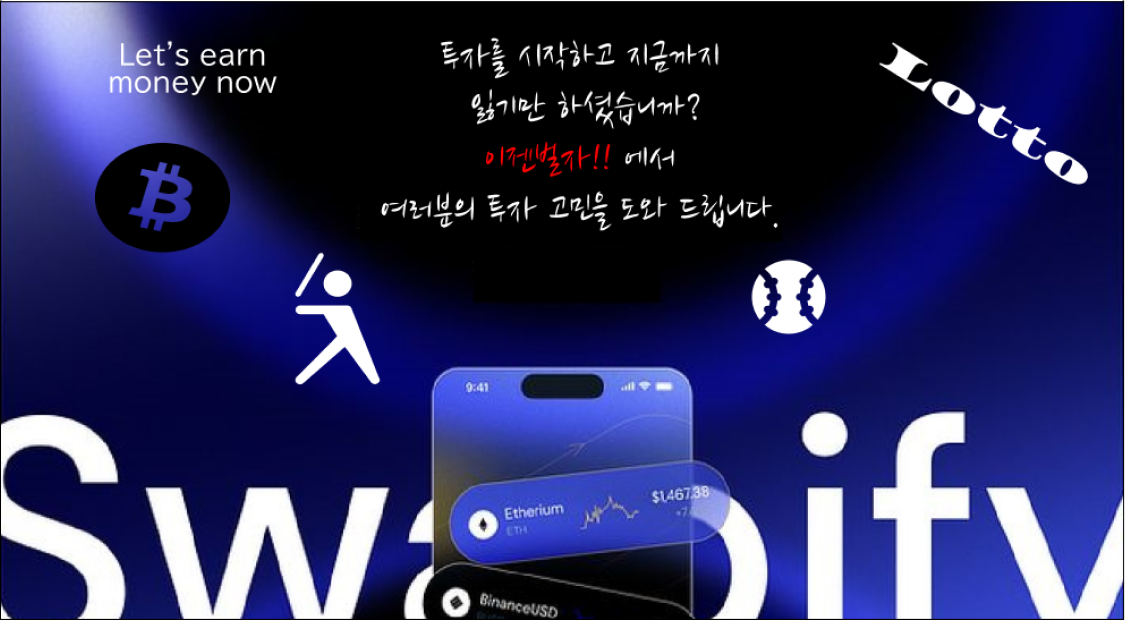 Let's earn
money now
투자를 시작하고 지금까지
잃기만 하셨습니까?
이젠벌자!! 에서
여러분의 투자 고민을 도와 드립니다.
Lotto
9:41
Etherium
ETH
$1,467.38
BinanceUSD
Swapify